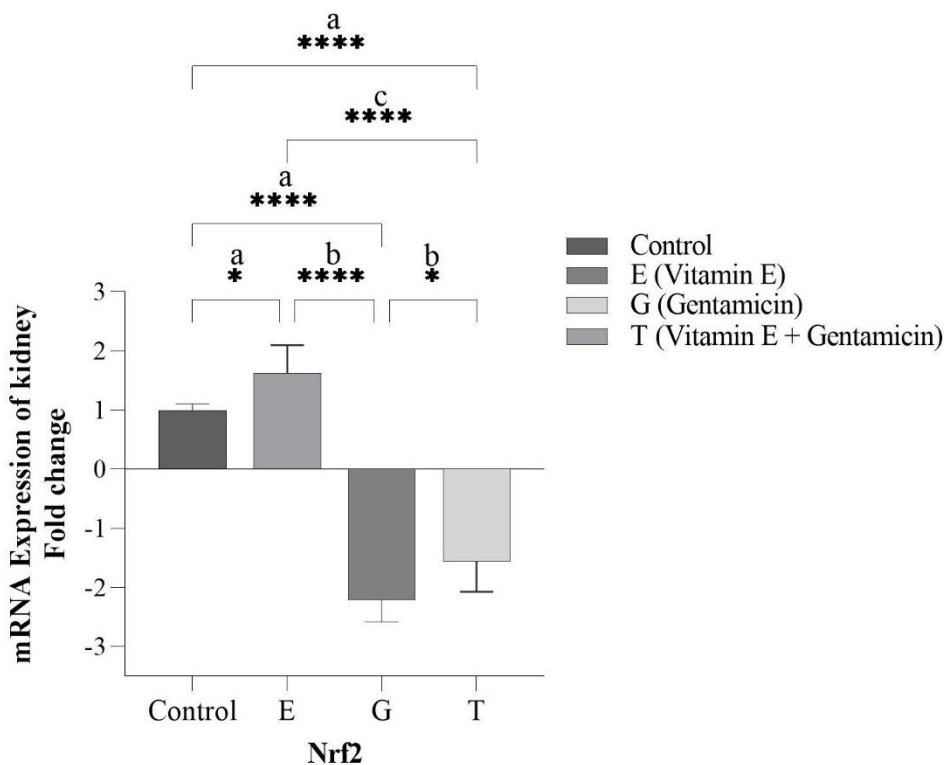 a
****
c
****
a
****
a
*
b
****
b
*
Control
E (Vitamin E)
G (Gentamicin)
T (Vitamin E + Gentamicin)
mRNA Expression of kidney
Fold change
3
2
1
0
-1
-2
-3
Control E G T
Nrf2